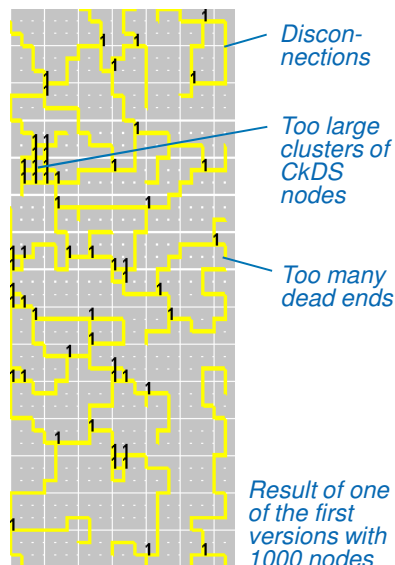 Discon-
nections
Too large
clusters of
CkDS
nodes
Too many
dead ends
Result of one
of the first
versions with
1000 nodes